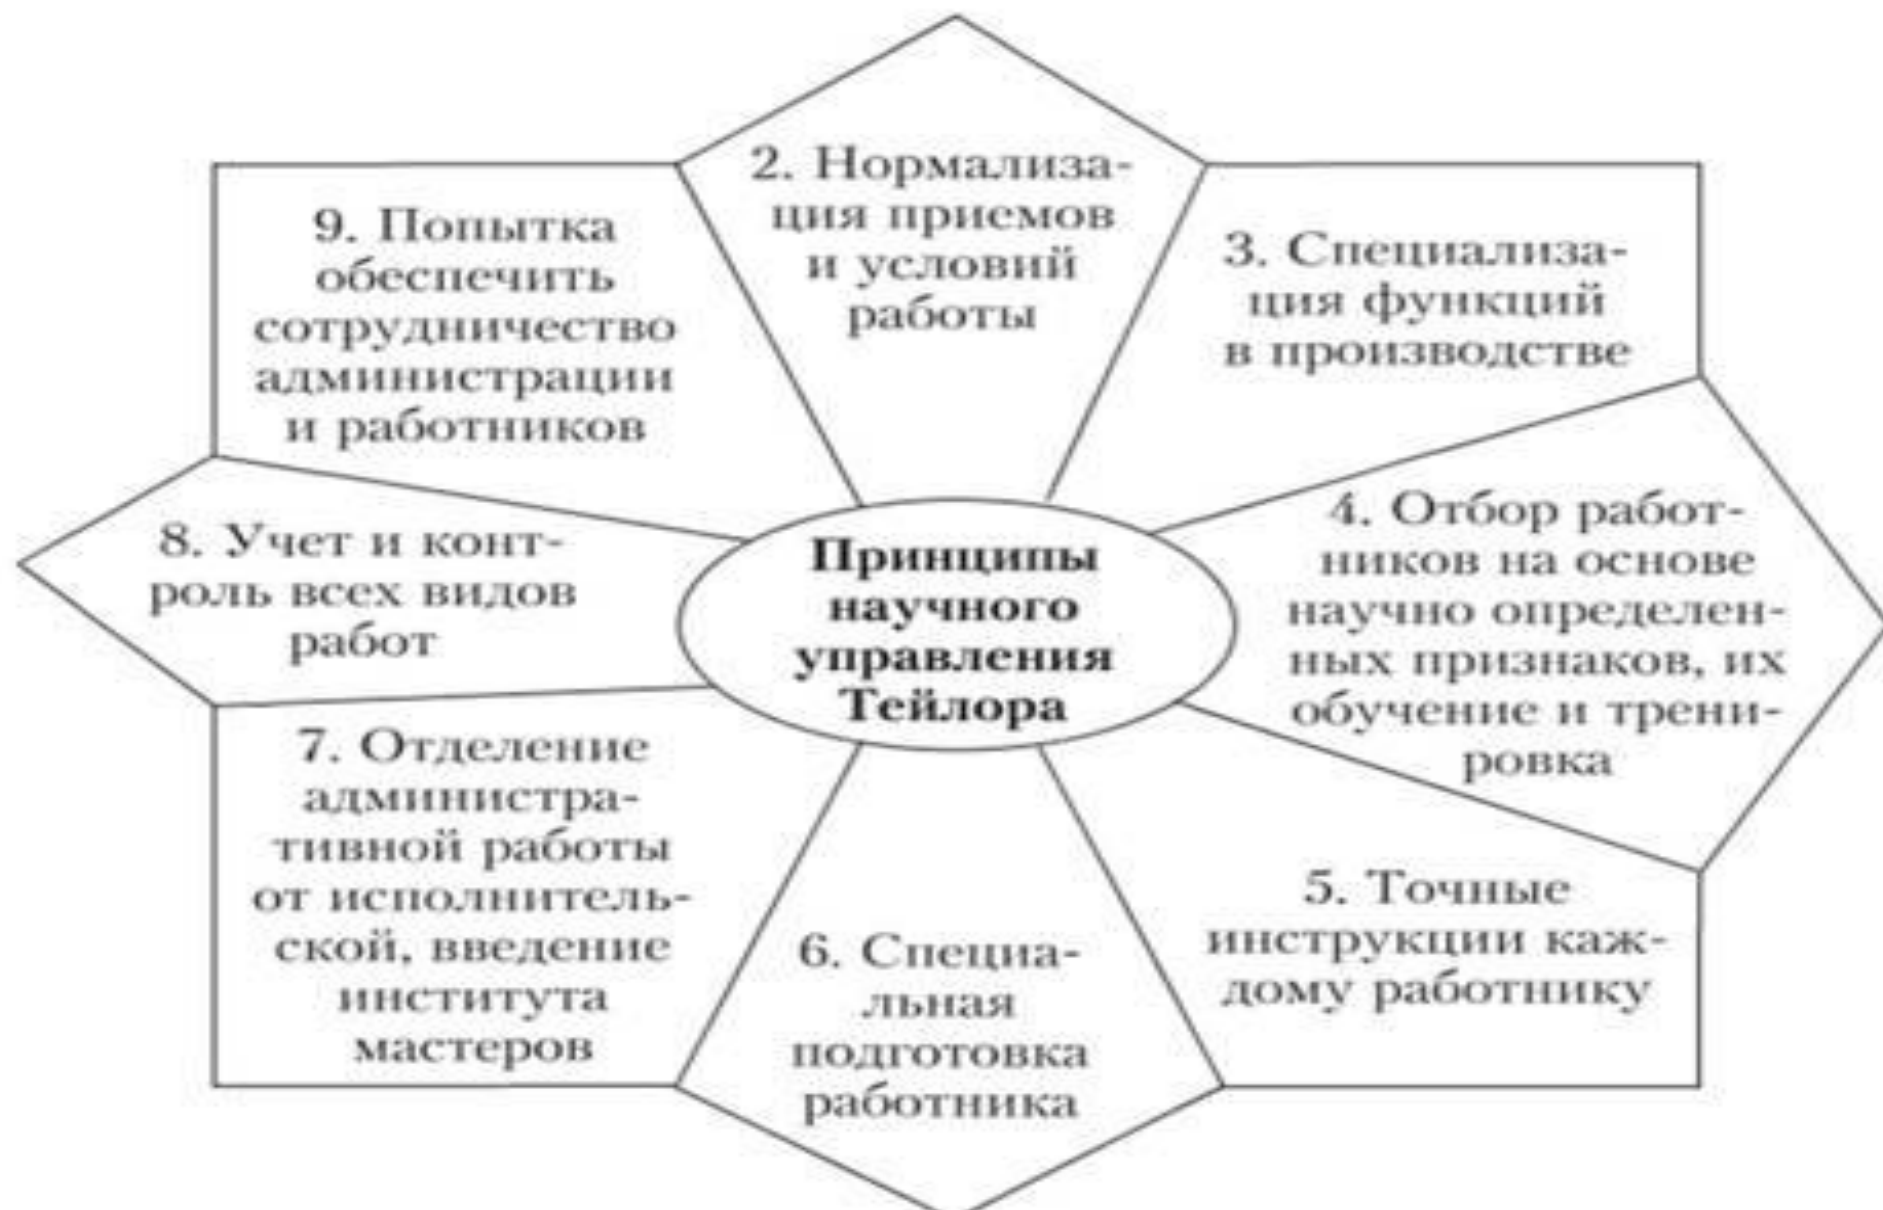 2. Нормализа-
ция приемов
и условий
работы
3. Специализа-
ция функций
в производстве
4. Отбор работ-
ников на основе
научно определен-
ных признаков, их
обучение и трени-
ровка
5. Точные
инструкции каж-
дому работнику
6. Специа-
льная
подготовка
работника
7. Отделение
администра-
тивной работы
от исполнитель-
ской, введение
института
мастеров
8. Учет и конт-
роль всех видов
работ
9. Попытка
обеспечить
сотрудничество
администрации
и работников
Принципы
научного
управления
Тейлора